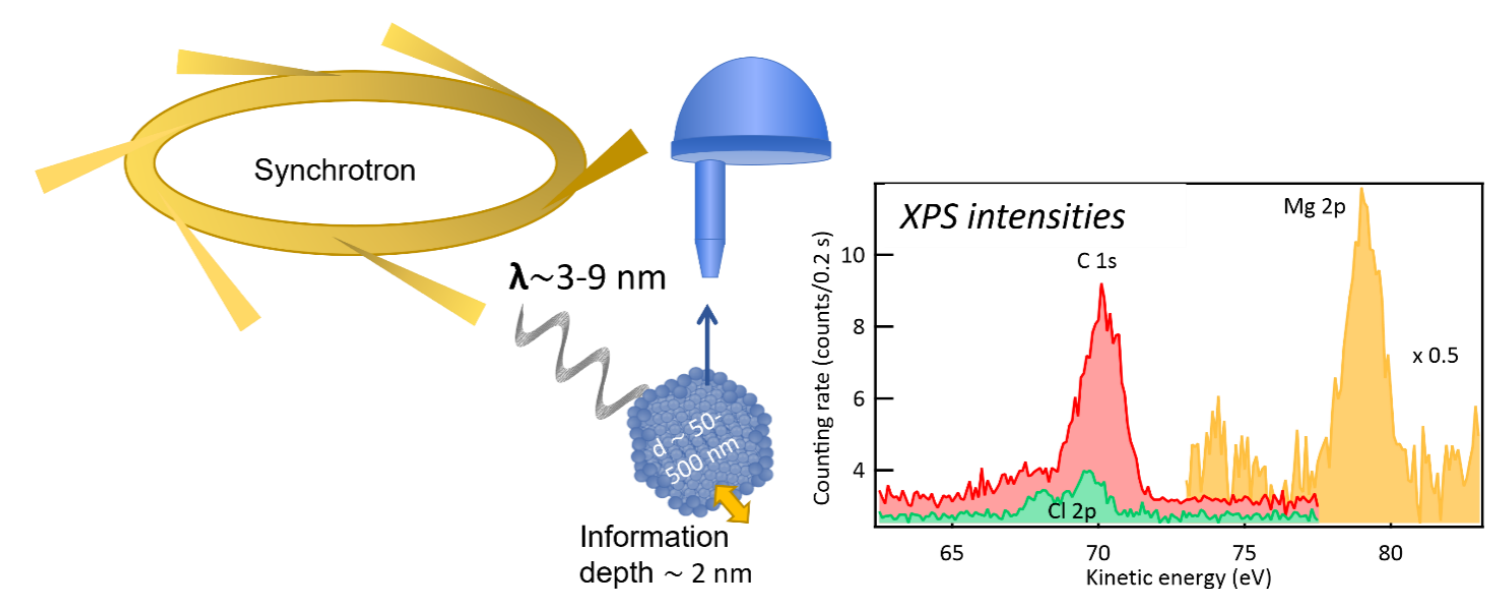 Synchrotron
λ~3-9 nm
d ~ 50-
500 nm
Information
depth ~ 2 nm
XPS intensities
Mg 2p
C 1s
x 0.5
Cl 2p
Counting rate (counts/0.2 s)
10
8
6
4
65 70 75 80
Kinetic energy (eV)